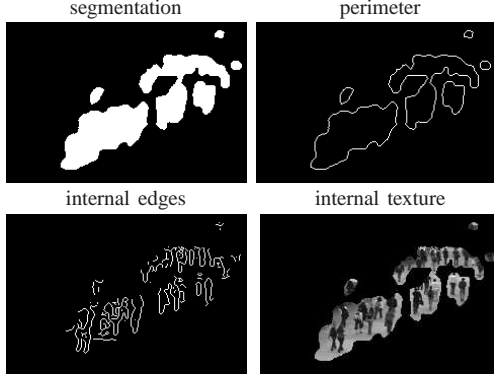 segmentation
perimeter
internal edges
internal texture